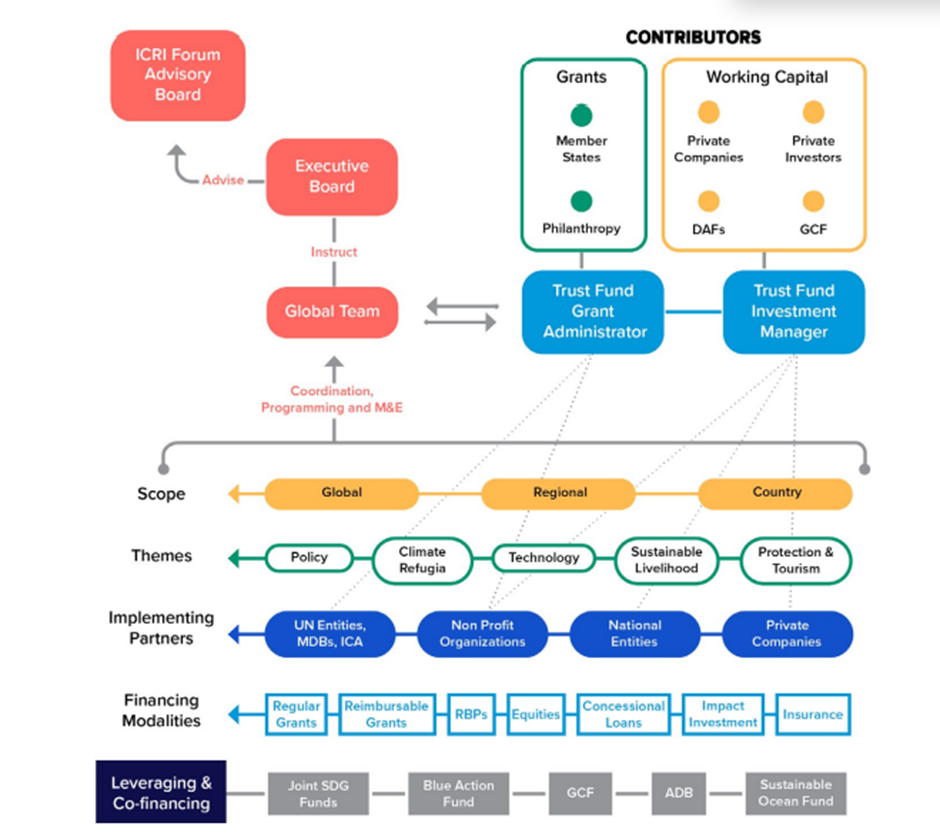 CONTRIBUTORS
ICRI Forum
Advisory
Board
Grants
Working Capital
Member
States
Private
Companies
Private
Investors
Advise
Executive
Board
Philanthropy
DAFs
GCF
Instruct
Global Team
Trust Fund
Grant
Administrator
Trust Fund
Investment
Manager
Coordination,
Programming and M&E
Scope
Global
Regional
Country
Themes
Policy
Climate
Refugia
Technology
Sustainable
Livelihood
Protection &
Tourism
Implementing
Partners
UN Entities,
MDBs, ICA
Non Profit
Organizations
National
Entities
Private
Companies
Financing
Modalities
Regular
Grants
Reimbursable
Grants
RBPs
Equities
Concessional
Loans
Impact
Investment
Insurance
Leveraging &
Co-financing
Joint SDG
Funds
Blue Action
Fund
GCF
ADB
Sustainable
Ocean Fund